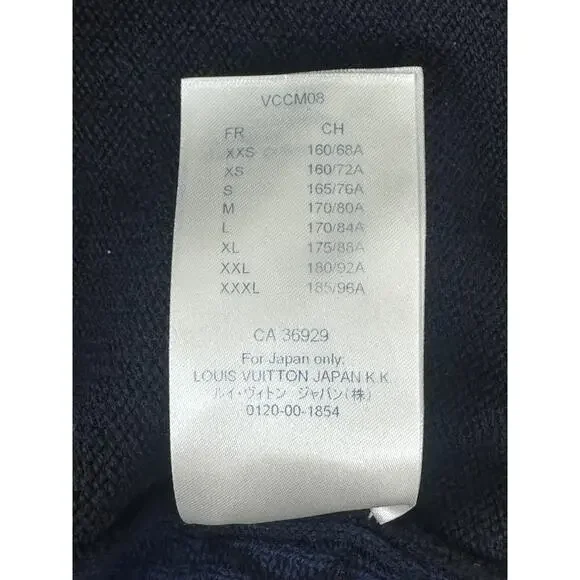 VCCM08
FR CH
XXS 160/68A
XS 160/72A
S 165/76A
M 170/80A
L 170/84A
XL 175/88A
XXL 180/92A
XXXL 185/96A
CA 36929
For Japan only:
LOUIS VUITTON JAPAN K.K.
ルイ・ヴィトン ジャパン(株)
0120-00-1854